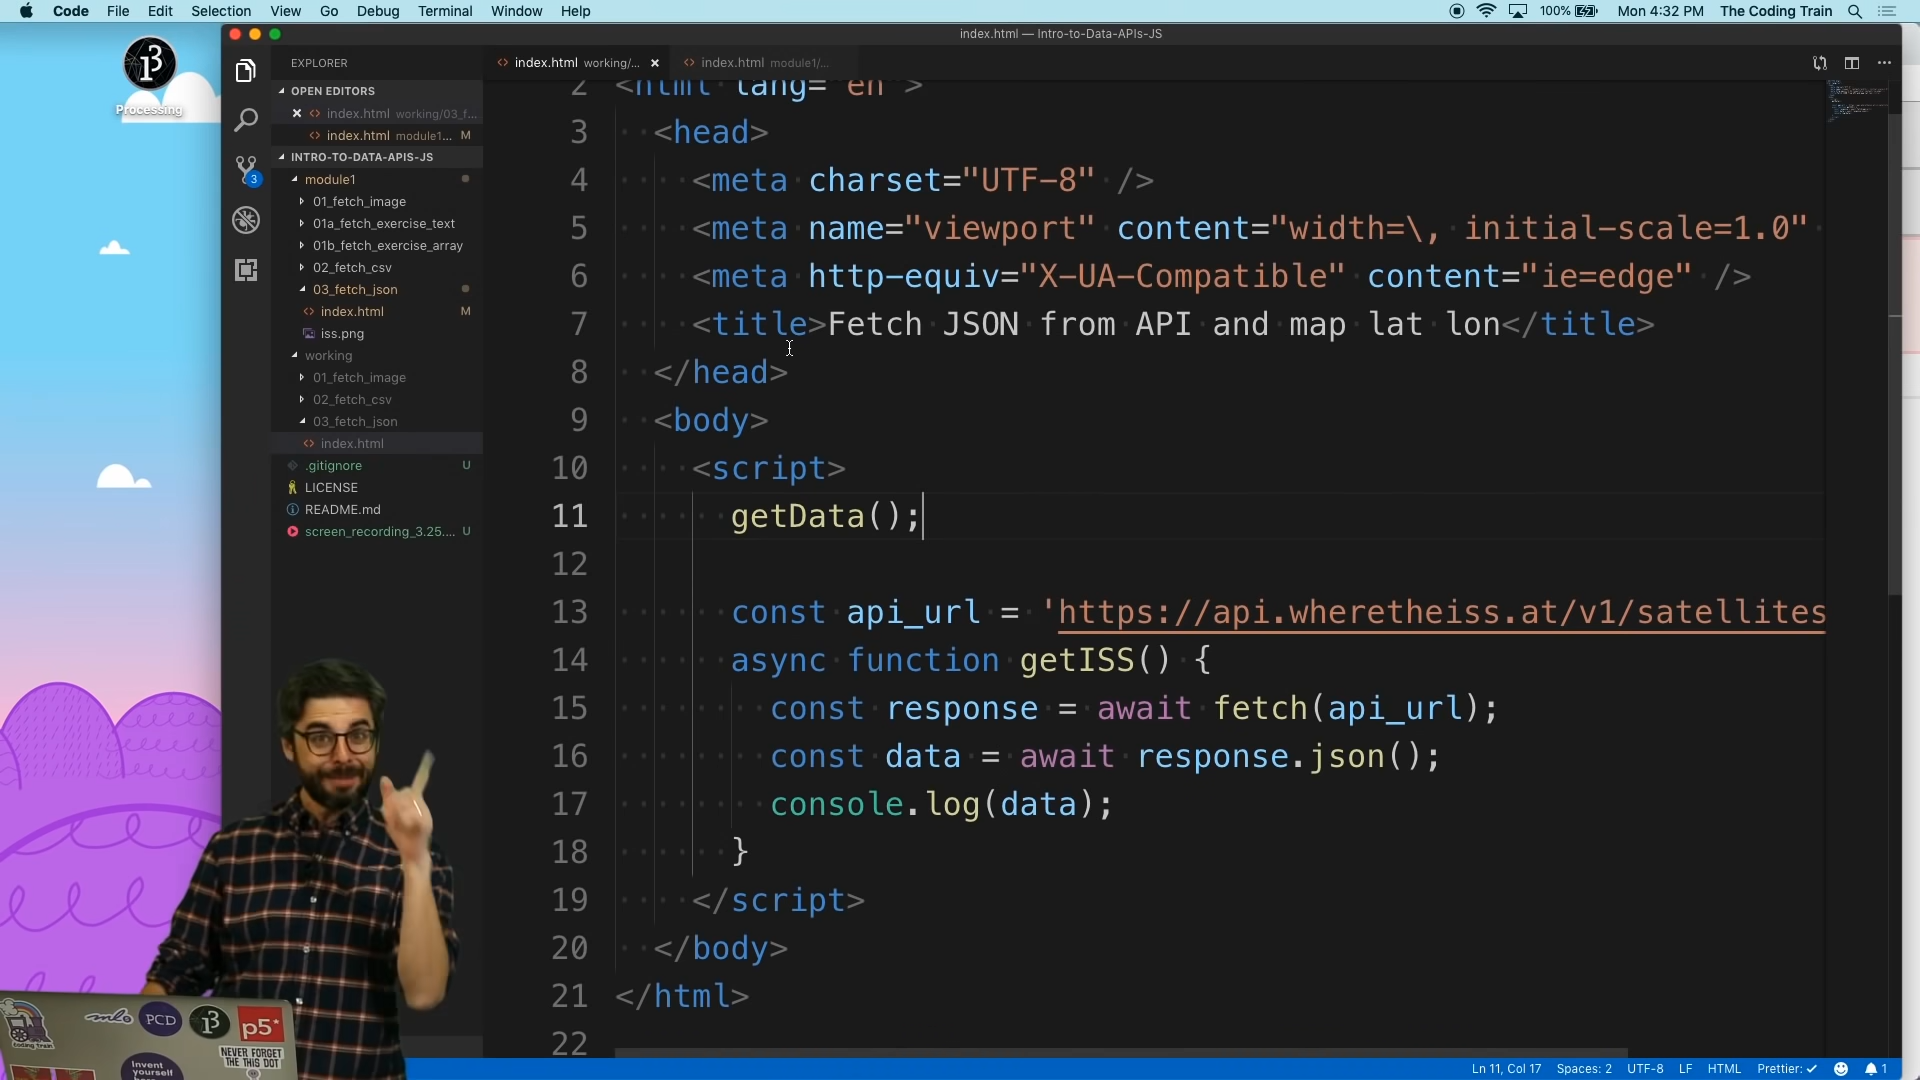 Code File Edit Selection View Go Debug Terminal Window Help
100% Mon 4:32 PM The Coding Train
index.html — Intro-to-Data-APIs-JS
Processing
EXPLORER
OPEN EDITORS
index.html working/03_f...
index.html module1... M
INTRO-TO-DATA-APIS-JS
module1
01_fetch_image
01a_fetch_exercise_text
01b_fetch_exercise_array
02_fetch_csv
03_fetch_json
index.html M
iss.png
working
01_fetch_image
02_fetch_csv
03_fetch_json
index.html
.gitignore U
LICENSE
README.md
screen_recording_3.25.... U
3
index.html working/...
index.html module1/...
2 <html lang="en">
3 <head>
4 <meta charset="UTF-8" />
5 <meta name="viewport" content="width=\, initial-scale=1.0"
6 <meta http-equiv="X-UA-Compatible" content="ie=edge" />
7 <title>Fetch JSON from API and map lat lon</title>
8 </head>
9 <body>
10 <script>
11 getData();
12
13 const api_url = 'https://api.wheretheiss.at/v1/satellites
14 async function getISS() {
15 const response = await fetch(api_url);
16 const data = await response.json();
17 console.log(data);
18 }
19 </script>
20 </body>
21 </html>
22
PCD
p5*
NEVER FORGET
THE THIS DOT
Invent
yourself
Ln 11, Col 17 Spaces: 2 UTF-8 LF HTML Prettier: ✓ 1